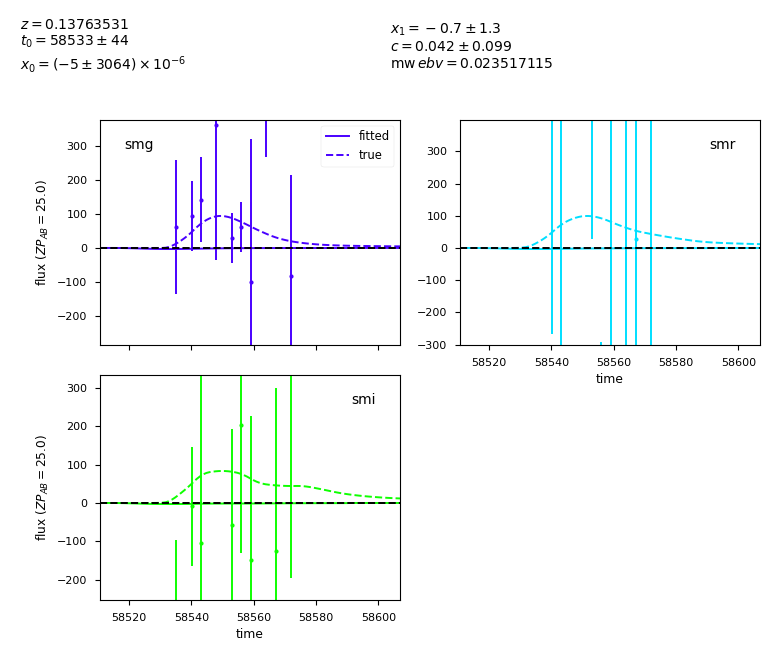 z = 0.13763531
t₀ = 58533 ± 44
x₀ = (−5 ± 3064) × 10⁻⁶
x₁ = −0.7 ± 1.3
c = 0.042 ± 0.099
mw ebv = 0.023517115
smg
fitted
true
300
200
100
0
−100
−200
flux (ZP_AB = 25.0)
smr
300
200
100
0
−100
−200
−300
58520 58540 58560 58580 58600
time
smi
300
200
100
0
−100
−200
flux (ZP_AB = 25.0)
58520 58540 58560 58580 58600
time